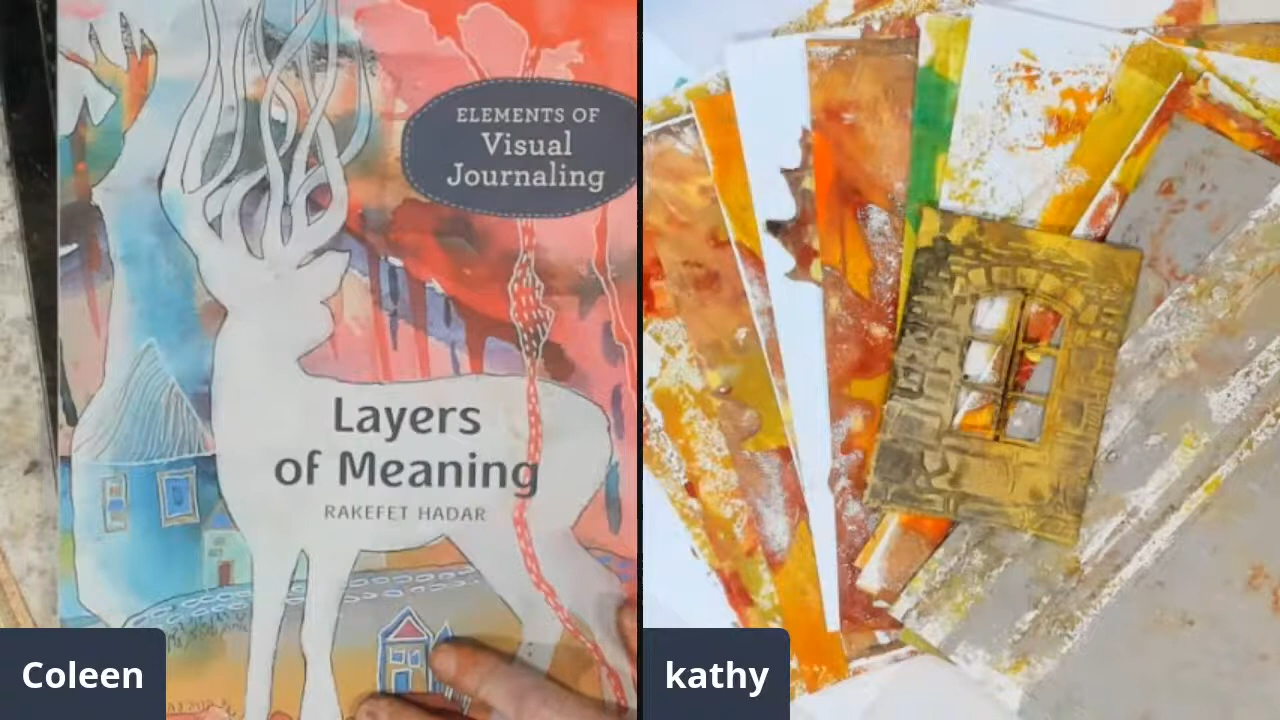 ELEMENTS OF
Visual
Journaling
Layers
of Meaning
RAKEFET HADAR
Coleen
kathy